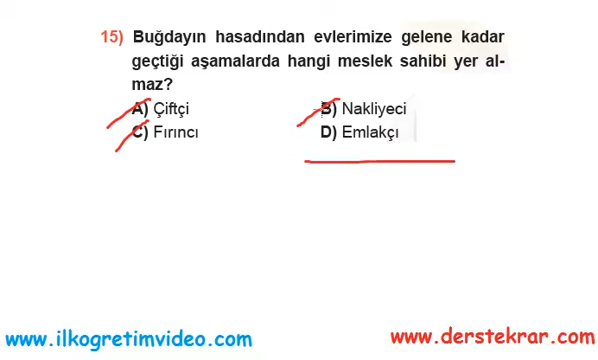 15) Buğdayın hasadından evlerimize gelene kadar
geçtiği aşamalarda hangi meslek sahibi yer al-
maz?
A) Çiftçi B) Nakliyeci
C) Fırıncı D) Emlakçı
www.ilkogretimvideo.com www.derstekrar.com